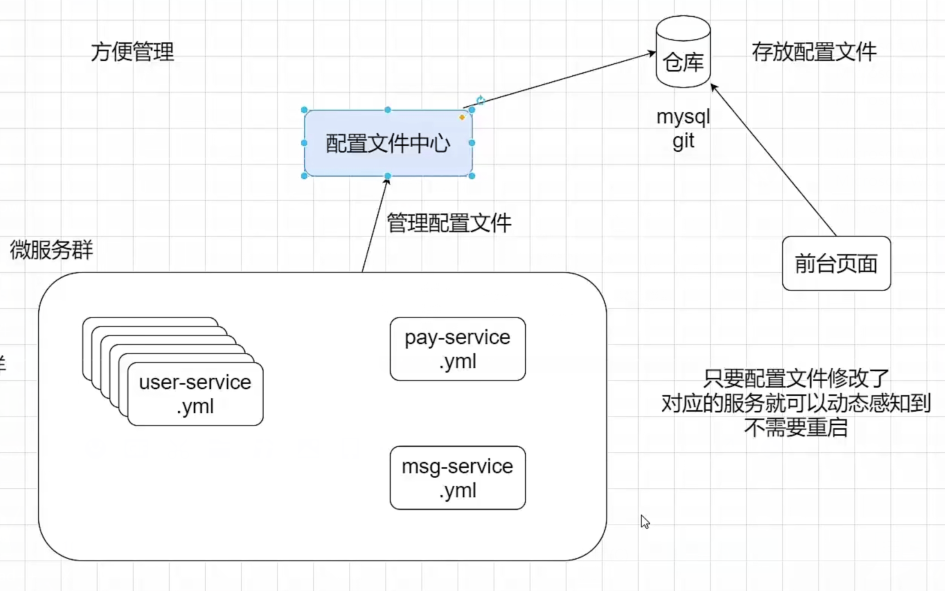 方便管理
仓库
存放配置文件
mysql
git
配置文件中心
管理配置文件
微服务群
前台页面
user-service
.yml
pay-service
.yml
msg-service
.yml
只要配置文件修改了
对应的服务就可以动态感知到
不需要重启